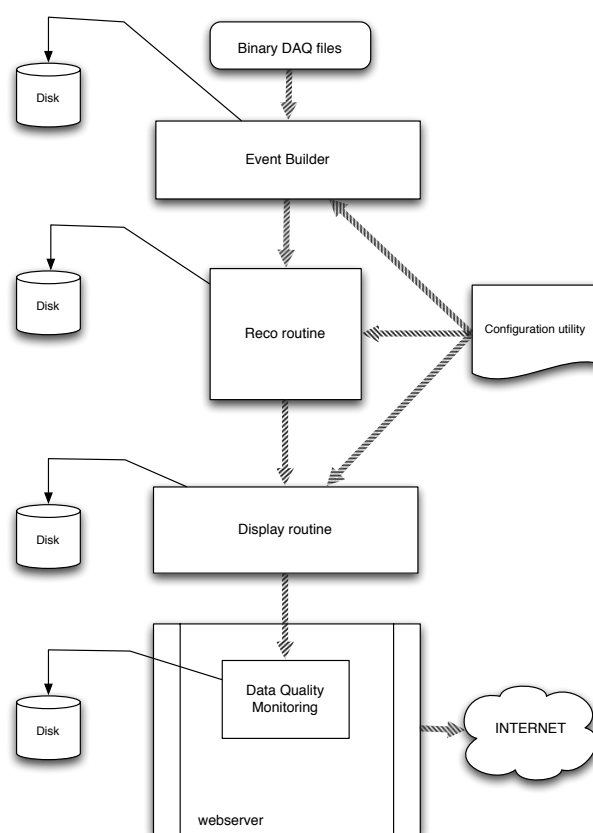 Binary DAQ files
Disk
Event Builder
Disk
Reco routine
Configuration utility
Display routine
Disk
Data Quality
Monitoring
Disk
INTERNET
webserver